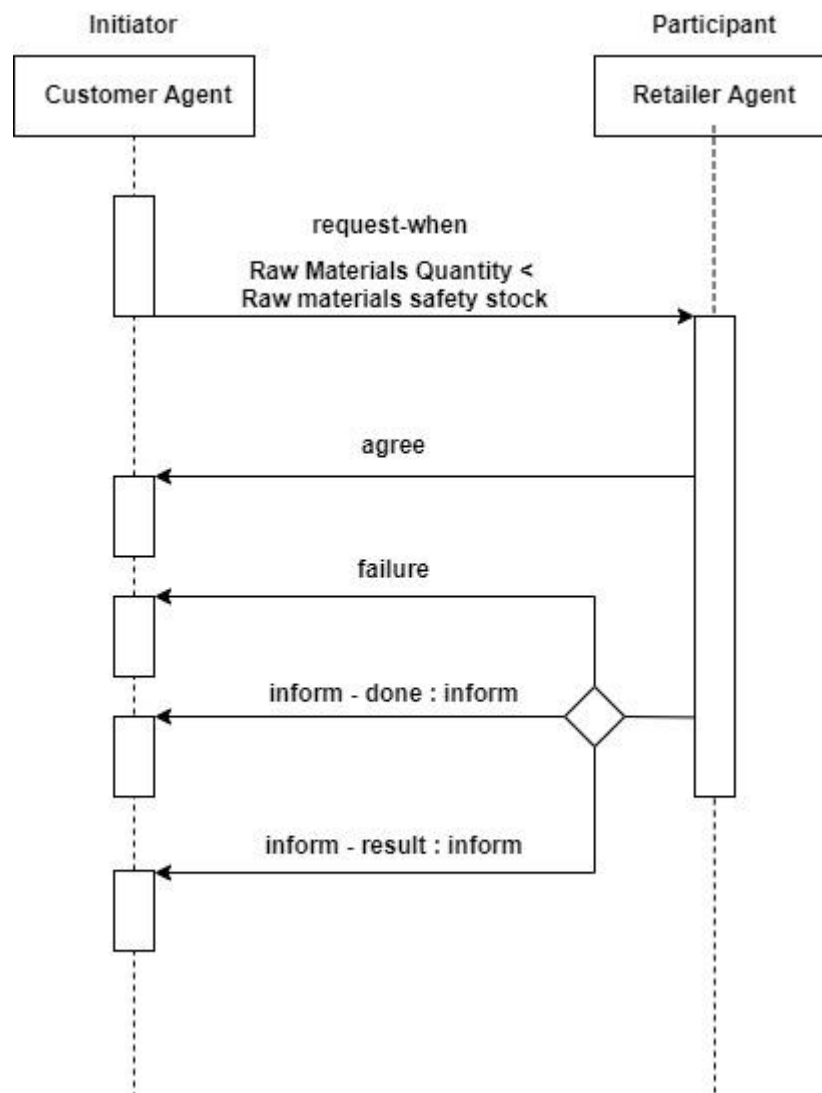 Initiator
Participant
Customer Agent
Retailer Agent
request-when
Raw Materials Quantity <
Raw materials safety stock
agree
failure
inform - done : inform
inform - result : inform